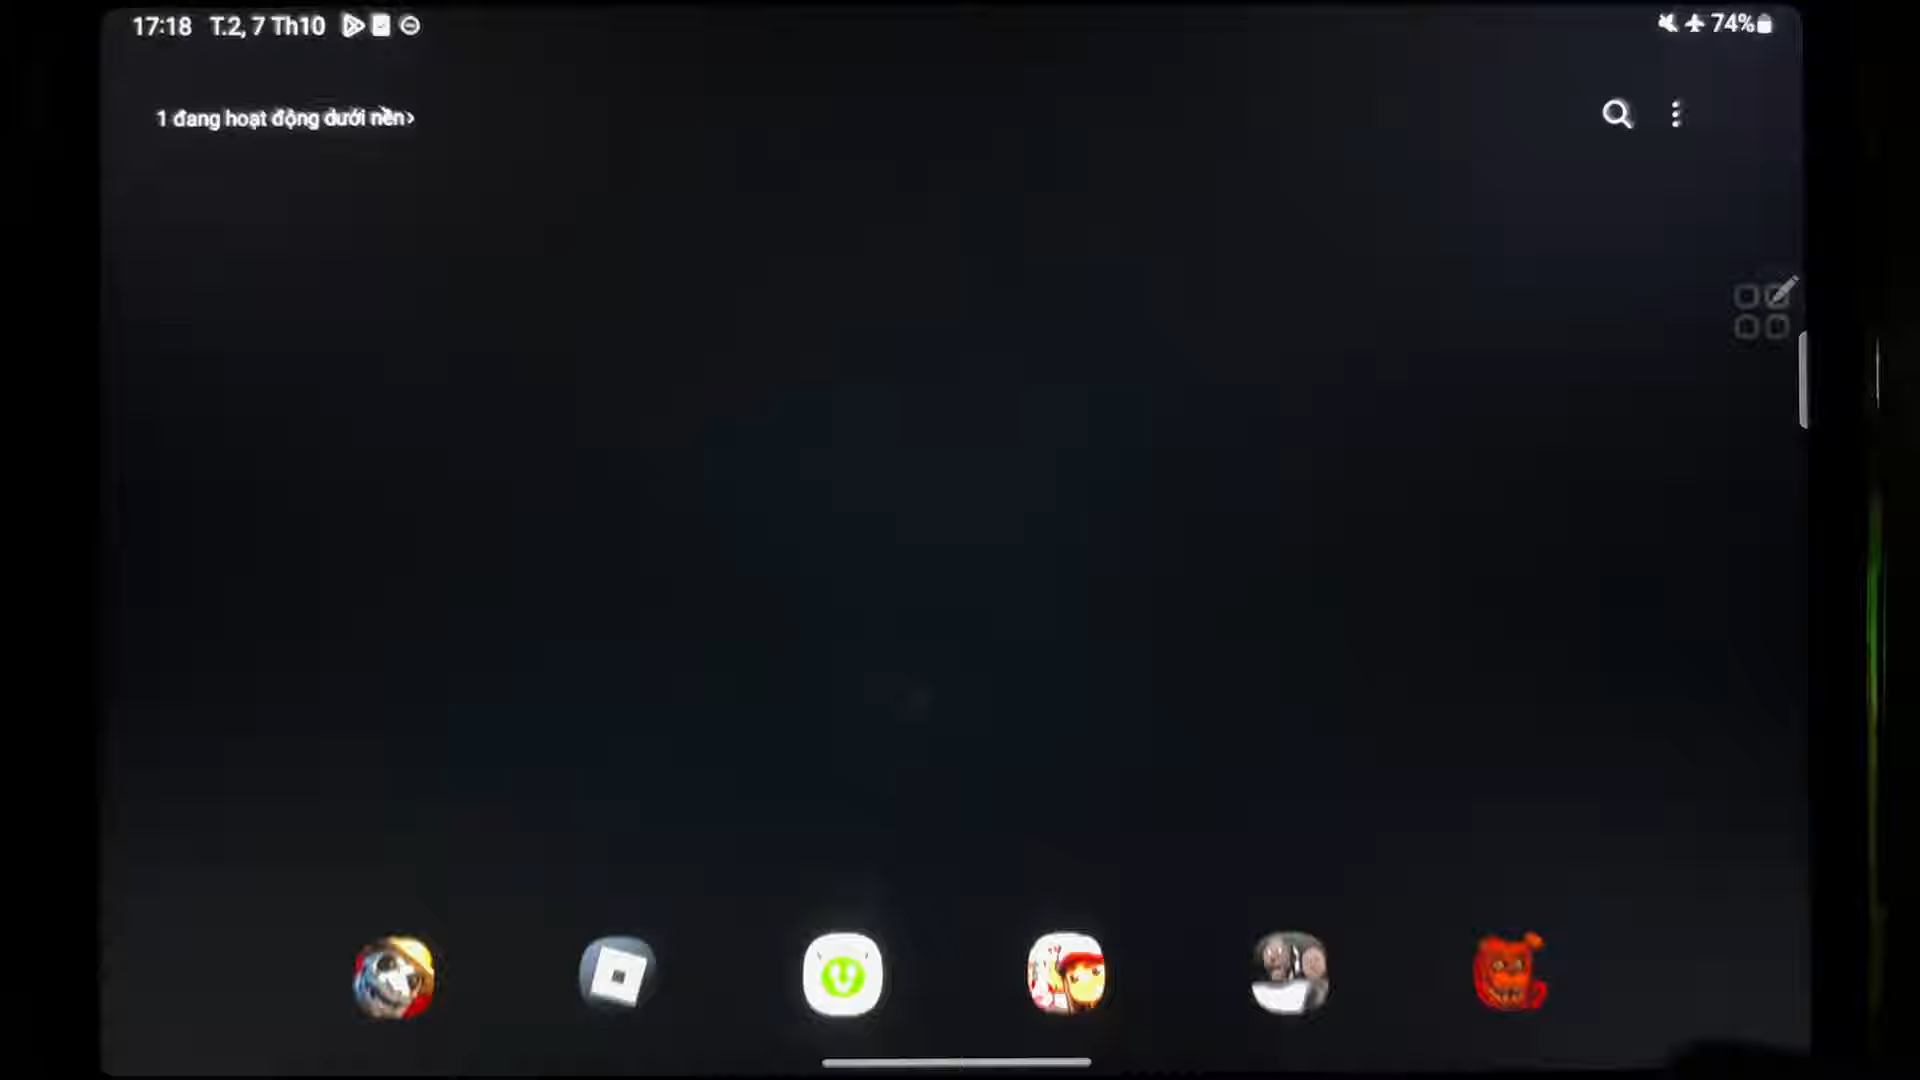 17:18 T.2, 7 Th10
74%
1 đang hoạt động dưới nền>